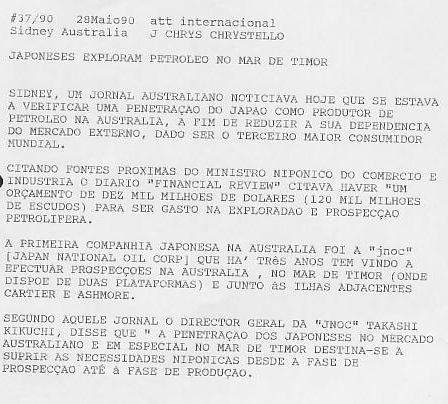 #37/90 28Maio90 att internacional
Sidney Australia J CHRYS CHRYSTELLO
JAPONESES EXPLORAM PETROLEO NO MAR DE TIMOR
SIDNEY, UM JORNAL AUSTRALIANO NOTICIAVA HOJE QUE SE ESTAVA
A VERIFICAR UMA PENETRAÇAO DO JAPAO COMO PRODUTOR DE
PETROLEO NA AUSTRALIA, A FIM DE REDUZIR A SUA DEPENDENCIA
DO MERCADO EXTERNO, DADO SER O TERCEIRO MAIOR CONSUMIDOR
MUNDIAL.
CITANDO FONTES PROXIMAS DO MINISTRO NIPONICO DO COMERCIO E
INDUSTRIA O DIARIO "FINANCIAL REVIEW" CITAVA HAVER "UM
ORÇAMENTO DE DEZ MIL MILHOES DE DOLARES (120 MIL MILHOES
DE ESCUDOS) PARA SER GASTO NA EXPLORADAO E PROSPECÇAO
PETROLIFERA.
A PRIMEIRA COMPANHIA JAPONESA NA AUSTRALIA FOI A "jnoc"
[JAPAN NATIONAL OIL CORP] QUE HA' TRêS ANOS TEM VINDO A
EFECTUAR PROSPECÇOES NA AUSTRALIA , NO MAR DE TIMOR (ONDE
DISPOE DE DUAS PLATAFORMAS) E JUNTO àS ILHAS ADJACENTES
CARTIER E ASHMORE.
SEGUNDO AQUELE JORNAL O DIRECTOR GERAL DA "JNOC" TAKASHI
KIKUCHI, DISSE QUE " A PENETRAÇAO DOS JAPONESES NO MERCADO
AUSTRALIANO E EM ESPECIAL NO MAR DE TIMOR DESTINA-SE A
SUPRIR AS NECESSIDADES NIPONICAS DESDE A FASE DE
PROSPECÇAO ATÉ à FASE DE PRODUÇAO.